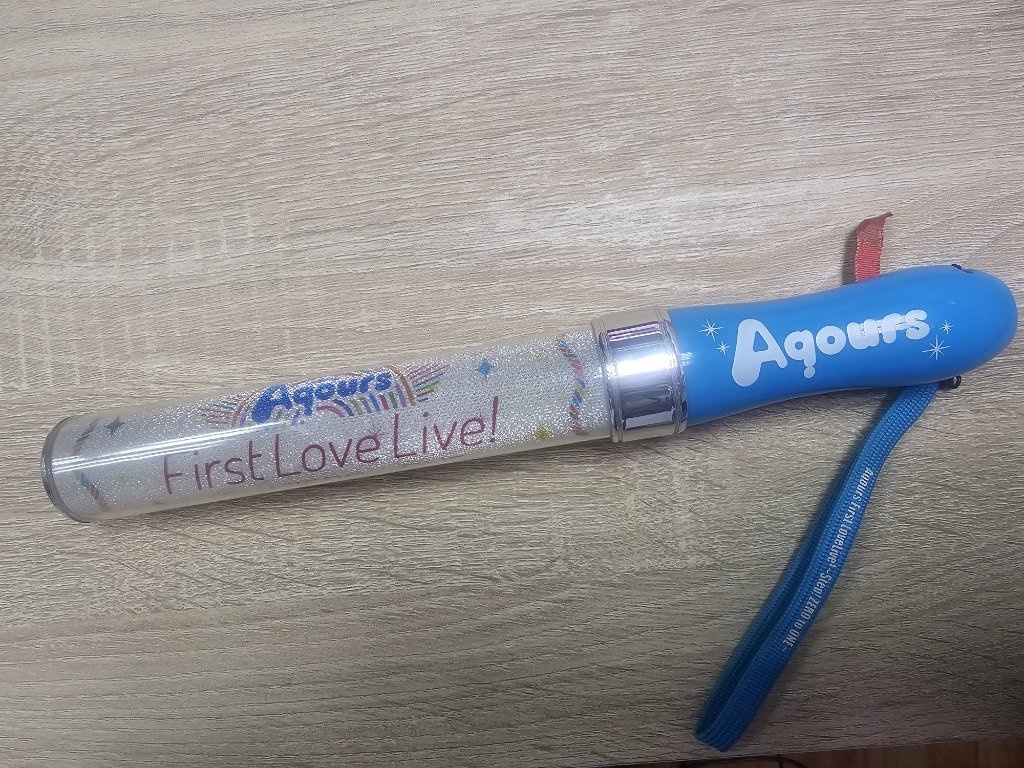 Aqours
First Love Live!
Aqours
Aqours First LoveLive! ~Step! ZERO to ONE~